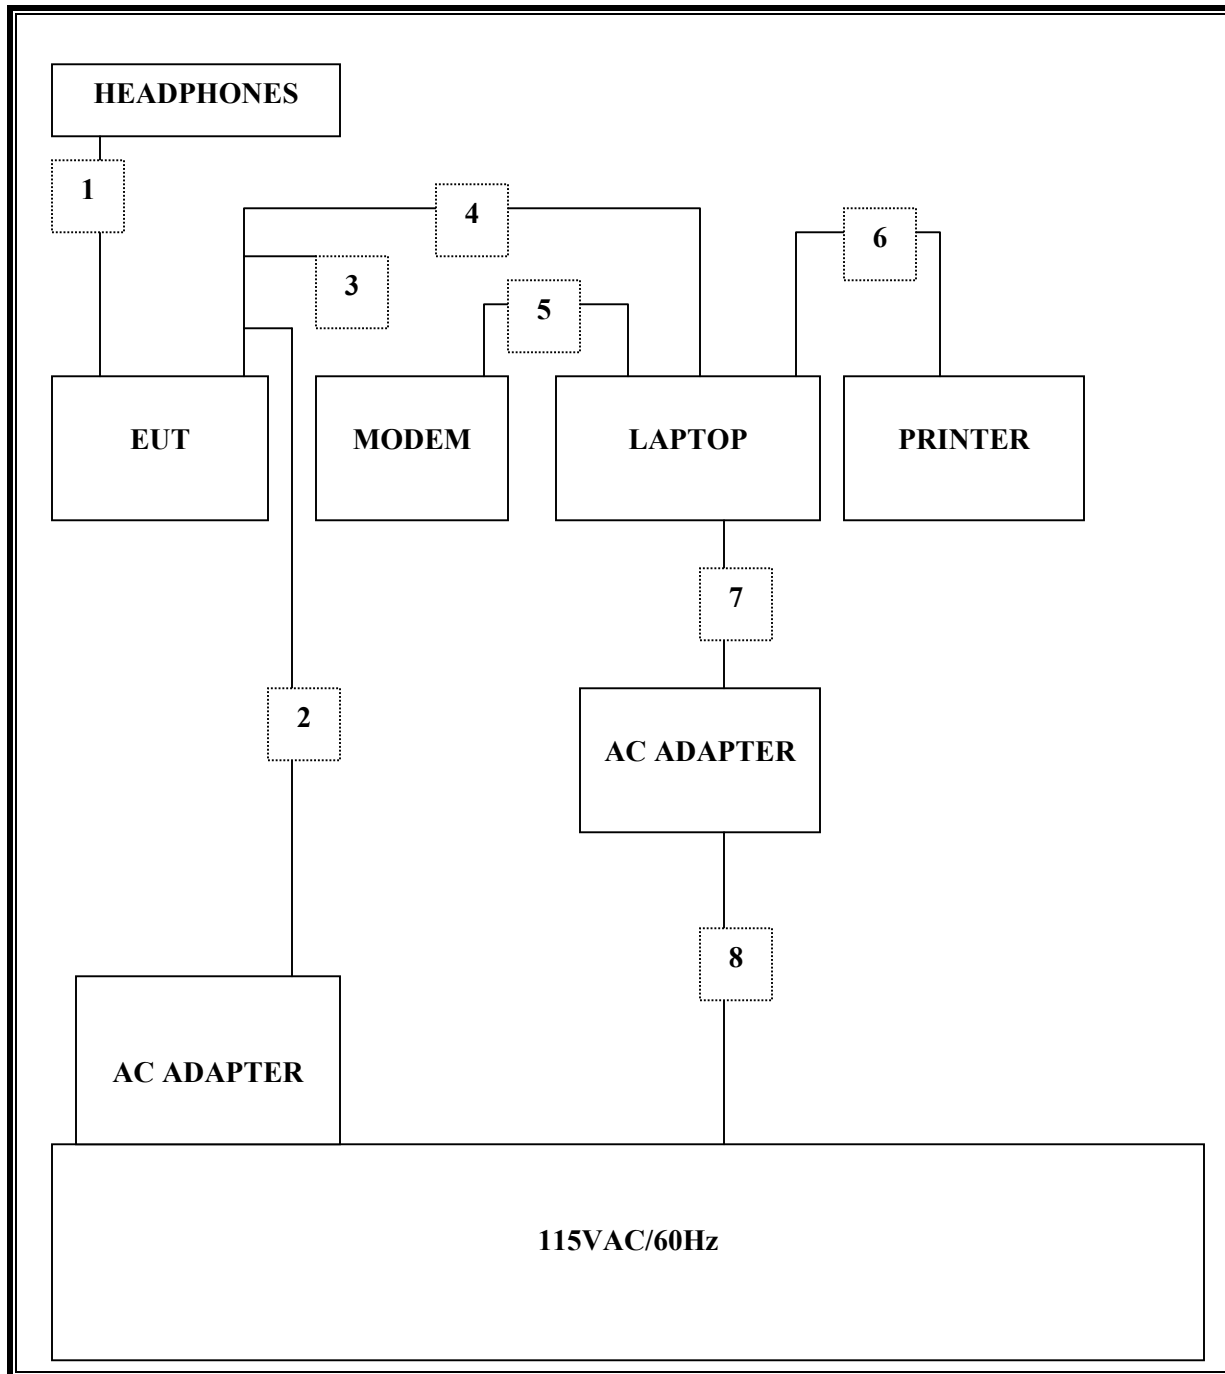 HEADPHONES
1
4
6
3
5
EUT
MODEM
LAPTOP
PRINTER
7
2
AC ADAPTER
8
AC ADAPTER
115VAC/60Hz